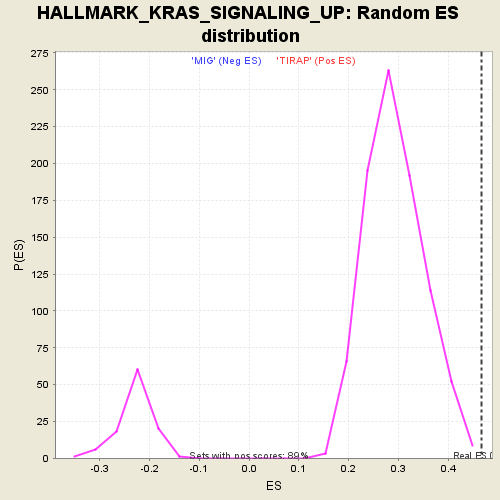 HALLMARK_KRAS_SIGNALING_UP: Random ES
distribution
'MIG' (Neg ES) 'TIRAP' (Pos ES)
275
250
225
200
175
150
125
100
75
50
25
0
P(ES)
Sets with pos scores: 89%
Real ES
-0.3 -0.2 -0.1 0.0 0.1 0.2 0.3 0.4
ES